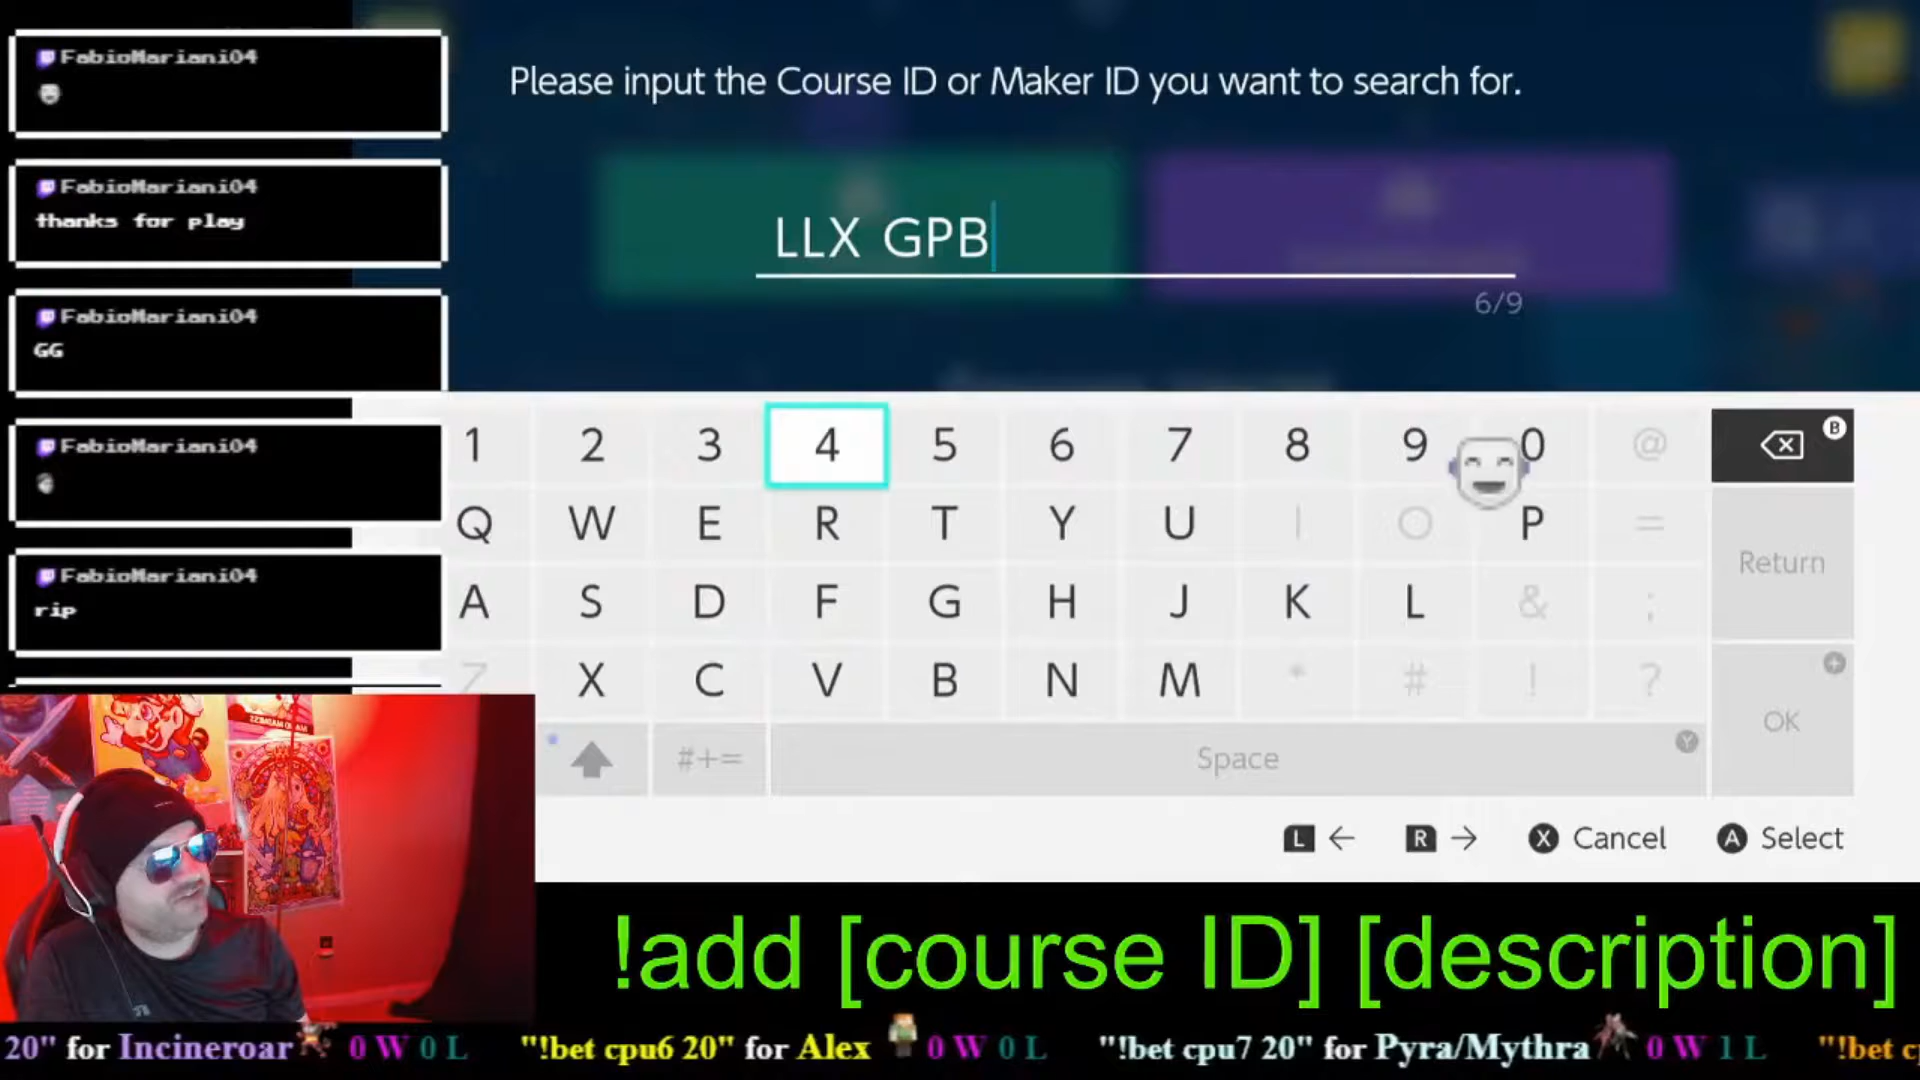 FabioMariani04
FabioMariani04
thanks for play
FabioMariani04
GG
FabioMariani04
FabioMariani04
rip
Please input the Course ID or Maker ID you want to search for.
LLX GPB
6/9
1 2 3 4 5 6 7 8 9 0 @
B
Q W E R T Y U I O P =
Return
A S D F G H J K L & ;
Z X C V B N M * # ! ?
+
OK
#+=
Space
Y
L ← R → X Cancel A Select
!add [course ID] [description]
20" for Incineroar 0 W 0 L "!bet cpu6 20" for Alex 0 W 0 L "!bet cpu7 20" for Pyra/Mythra 0 W 1 L "!bet